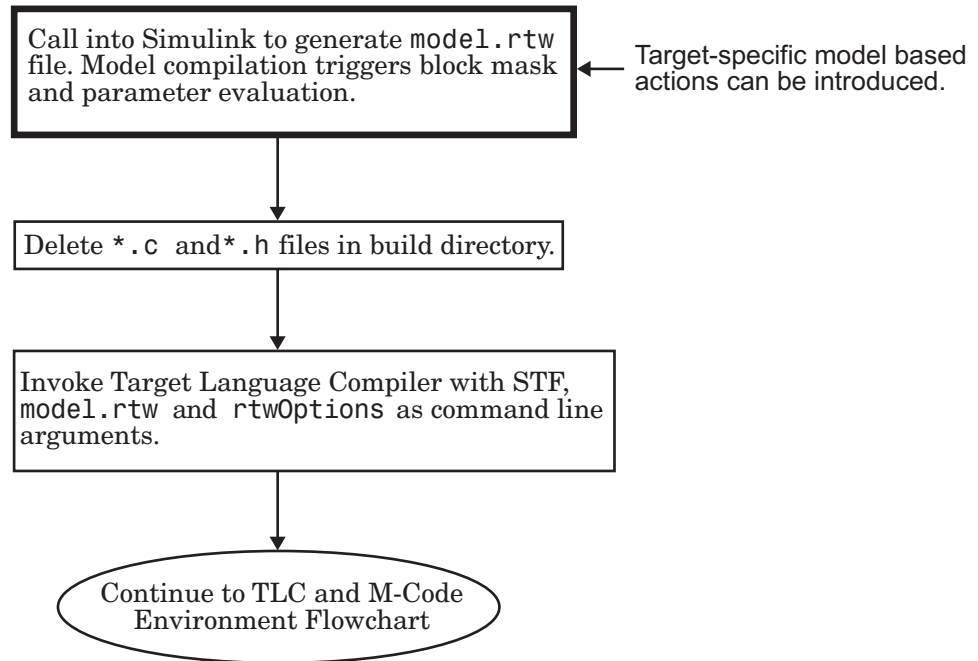 Call into Simulink to generate model.rtw
file. Model compilation triggers block mask
and parameter evaluation.
Target-specific model based
actions can be introduced.
Delete *.c and*.h files in build directory.
Invoke Target Language Compiler with STF,
model.rtw and rtwOptions as command line
arguments.
Continue to TLC and M-Code
Environment Flowchart